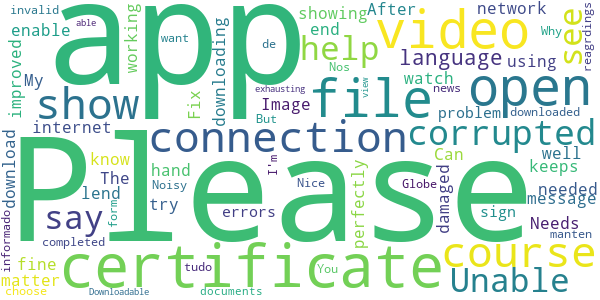 invalid
able
want
de
After
showing
network
Why
reagrdings
enable
app
help
end
video
see
improved
working
My
Nos
language
using
show
Fix
downloading
Image
watch
file
open
exhausting
view
news
But
problem
downloaded
internet
connection
corrupted
download
know
The
hand
I'm
perfectly
Can
well
keeps
Please
lend
Noisy
try
Nice
errors
Globe
damaged
needed
message
say
sign
Needs
informado
form
completed
tudo
You
certificate
course
manten
fine
matter
Unable
choose
Downloadable
documents